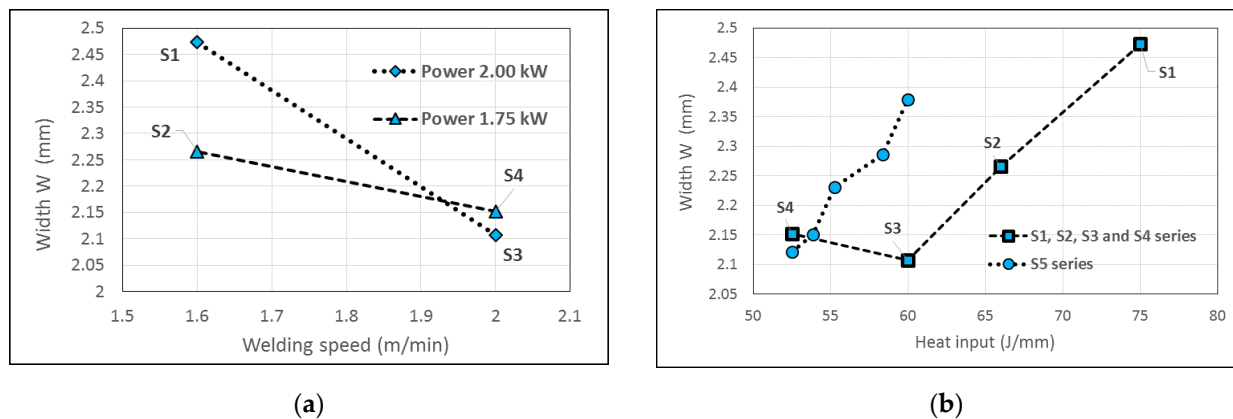 2.5
2.45
2.4
2.35
2.3
2.25
2.2
2.15
2.1
2.05
2
Width W (mm)
S1
S2
S4
S3
Power 2.00 kW
Power 1.75 kW
1.5 1.6 1.7 1.8 1.9 2 2.1
Welding speed (m/min)
(a)
2.5
2.45
2.4
2.35
2.3
2.25
2.2
2.15
2.1
2.05
Width W (mm)
S1
S2
S4
S3
S1, S2, S3 and S4 series
S5 series
50 55 60 65 70 75 80
Heat input (J/mm)
(b)